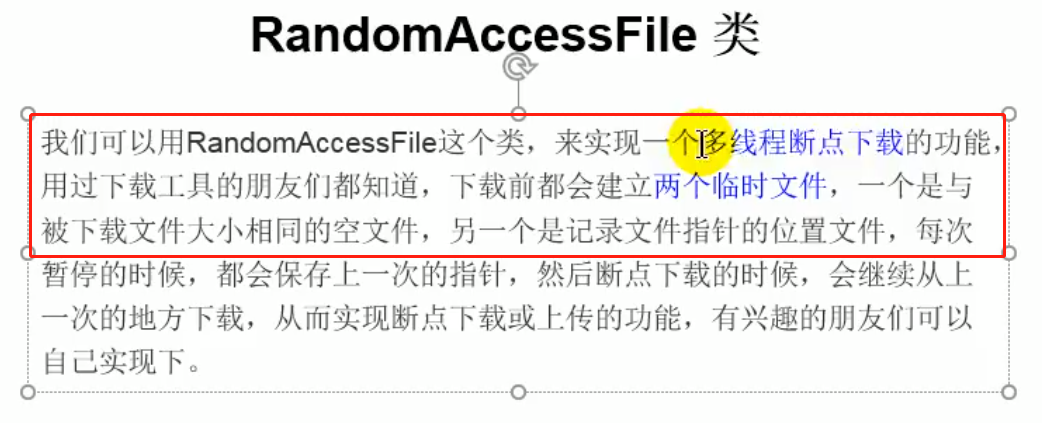 RandomAccessFile 类
我们可以用RandomAccessFile这个类，来实现一个多线程断点下载的功能，
用过下载工具的朋友们都知道，下载前都会建立两个临时文件，一个是与
被下载文件大小相同的空文件，另一个是记录文件指针的位置文件，每次
暂停的时候，都会保存上一次的指针，然后断点下载的时候，会继续从上
一次的地方下载，从而实现断点下载或上传的功能，有兴趣的朋友们可以
自己实现下。